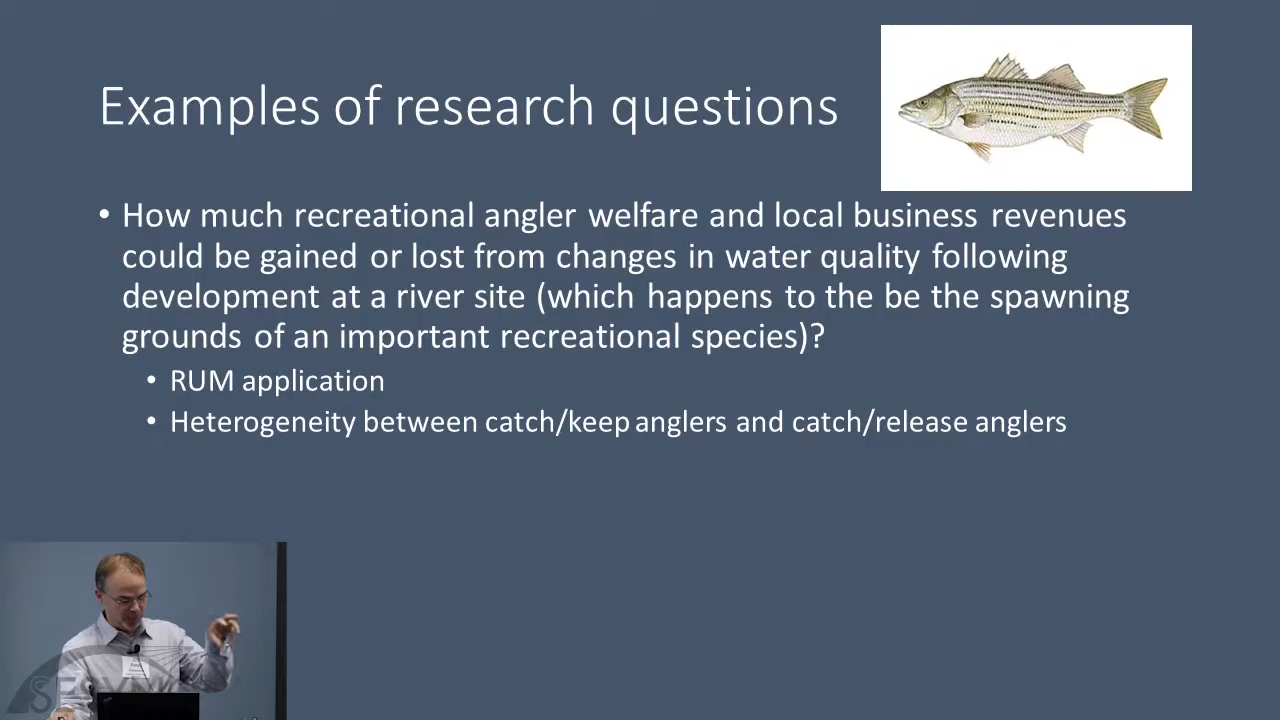 Examples of research questions
• How much recreational angler welfare and local business revenues
could be gained or lost from changes in water quality following
development at a river site (which happens to the be the spawning
grounds of an important recreational species)?
• RUM application
• Heterogeneity between catch/keep anglers and catch/release anglers
SESYNC